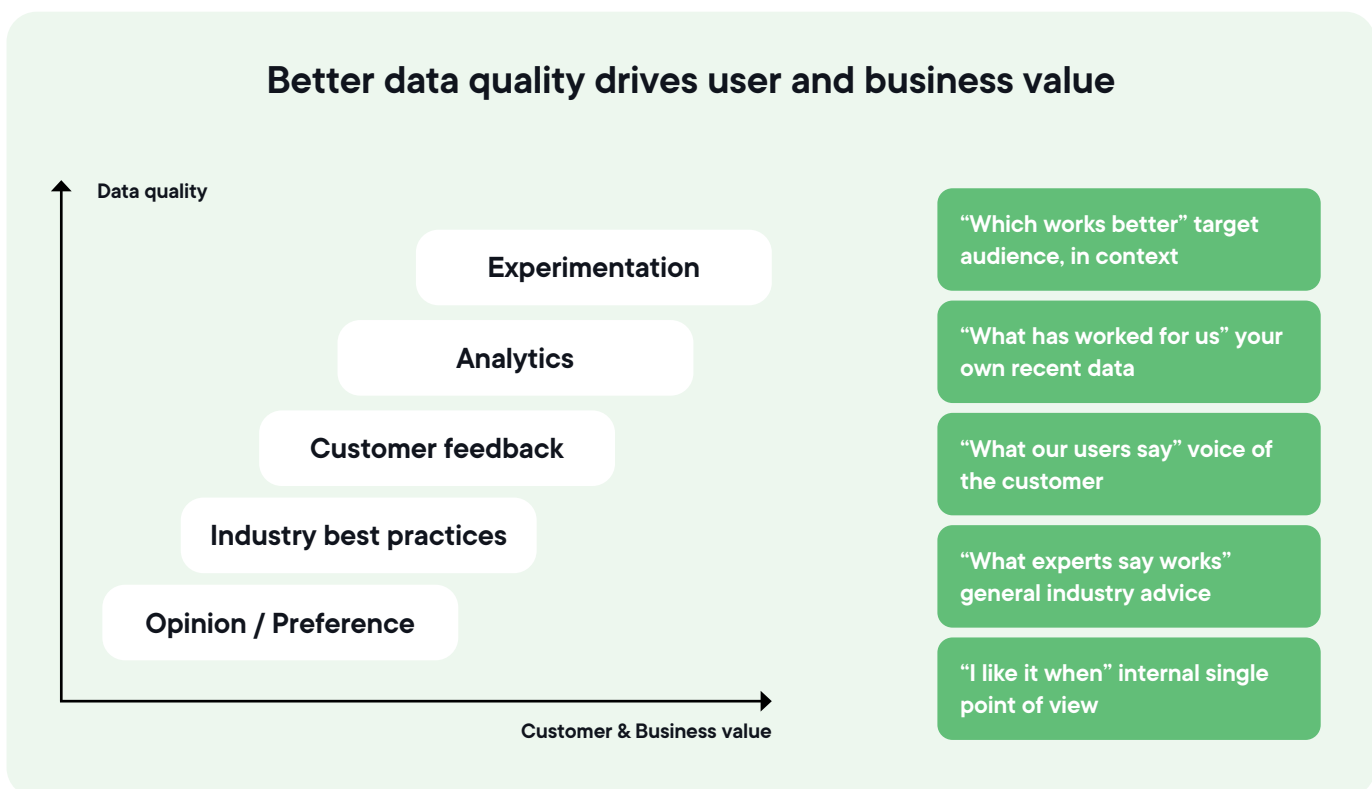 Better data quality drives user and business value
Data quality
Experimentation
Analytics
Customer feedback
Industry best practices
Opinion / Preference
Customer & Business value
“Which works better” target
audience, in context
“What has worked for us” your
own recent data
“What our users say” voice of
the customer
“What experts say works”
general industry advice
“I like it when” internal single
point of view